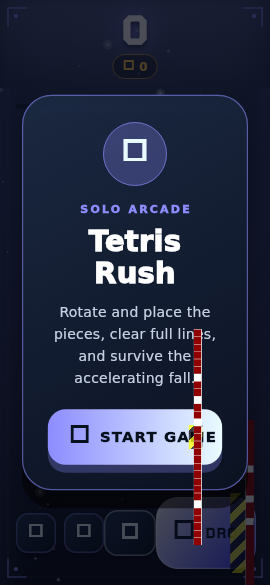 0
0
SOLO ARCADE
Tetris
Rush
Rotate and place the
pieces, clear full lines,
and survive the
accelerating fall.
START GAME